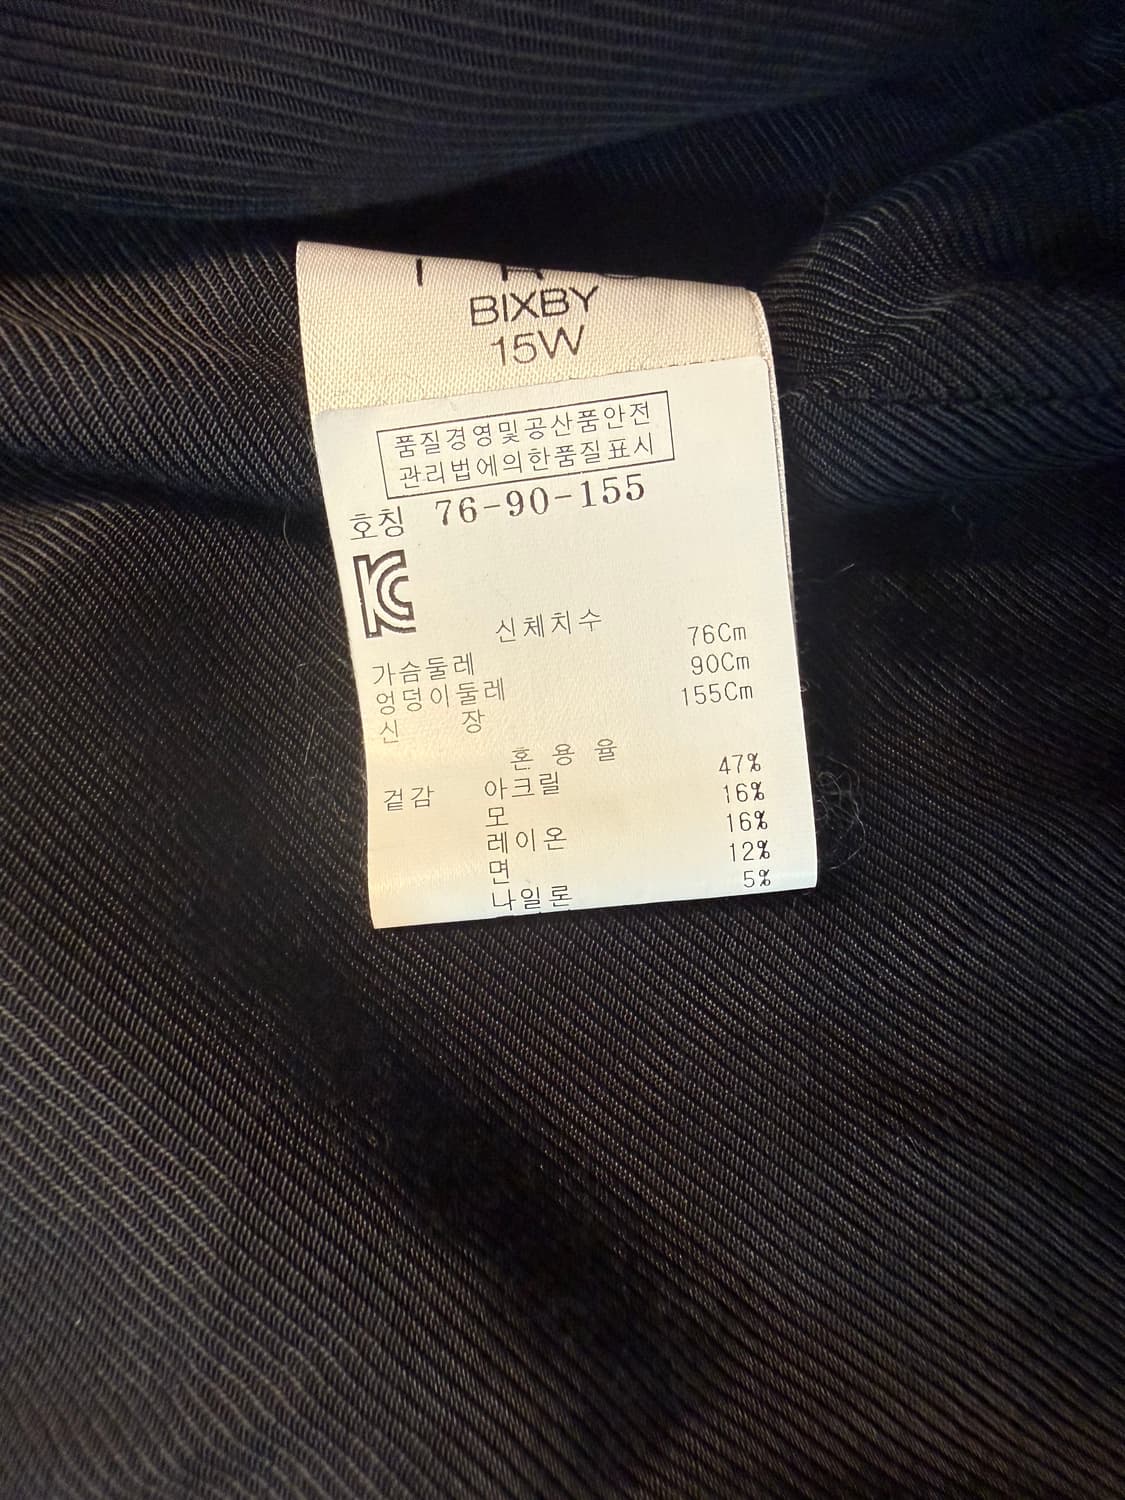 BIXBY
15W
품질경영및공산품안전
관리법에의한품질표시
호칭 76-90-155
신체치수
가슴둘레 76Cm
엉덩이둘레 90Cm
신 장 155Cm
혼 용 율
겉감 아크릴 47%
모 16%
레이온 16%
면 12%
나일론 5%